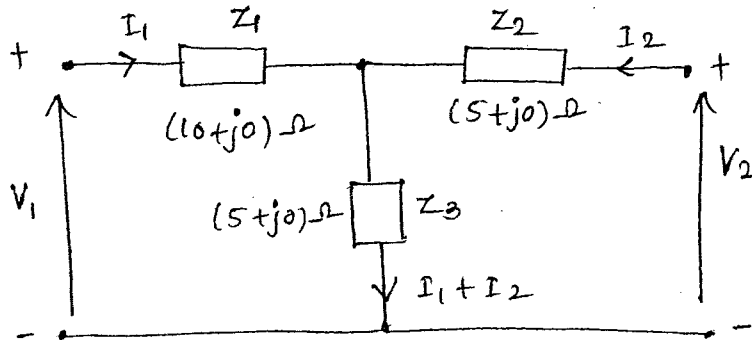 I1 Z1 Z2 I2
+ +
(10+j0) Ω (5+j0) Ω
V1 (5+j0) Ω Z3 V2
I1 + I2
- -